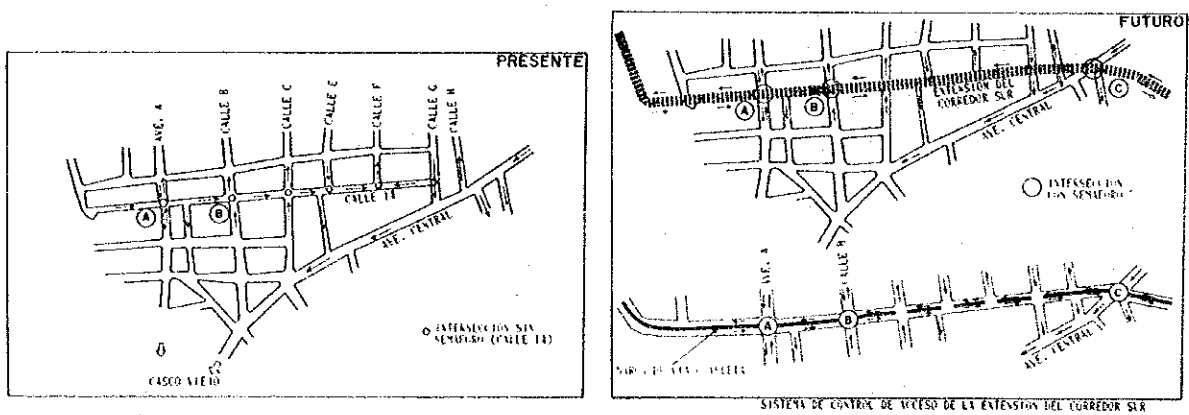 PRESENTE
AVE. A
CALLE B
CALLE C
CALLE E
CALLE F
CALLE G
CALLE H
A
B
CALLE 14
AVE. CENTRAL
INTERSECCION SIN
SEMAFORO (CALLE 14)
CASCO VIEJO
FUTURO
A
B
C
EXTENSION DEL
CORREDOR SUR
AVE. CENTRAL
INTERSECCION
CON SEMAFORO
AVE. A
CALLE B
A
B
C
AVE. CENTRAL
SISTEMA DE CONTROL DE ACCESO DE LA EXTENSION DEL CORREDOR SUR